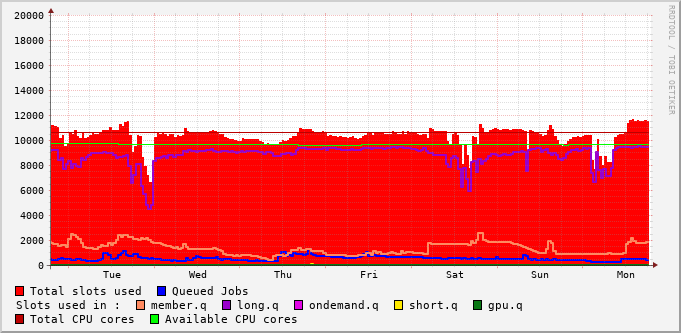 20000
18000
16000
14000
12000
10000
8000
6000
4000
2000
0
Tue Wed Thu Fri Sat Sun Mon
RRDTOOL / TOBI OETIKER
Total slots used Queued Jobs
Slots used in : member.q long.q ondemand.q short.q gpu.q
Total CPU cores Available CPU cores